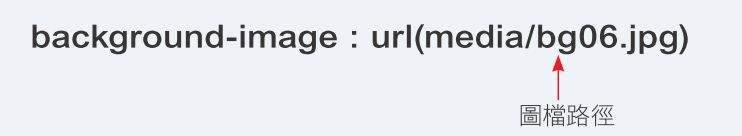 background-image : url(media/bg06.jpg)
圖檔路徑